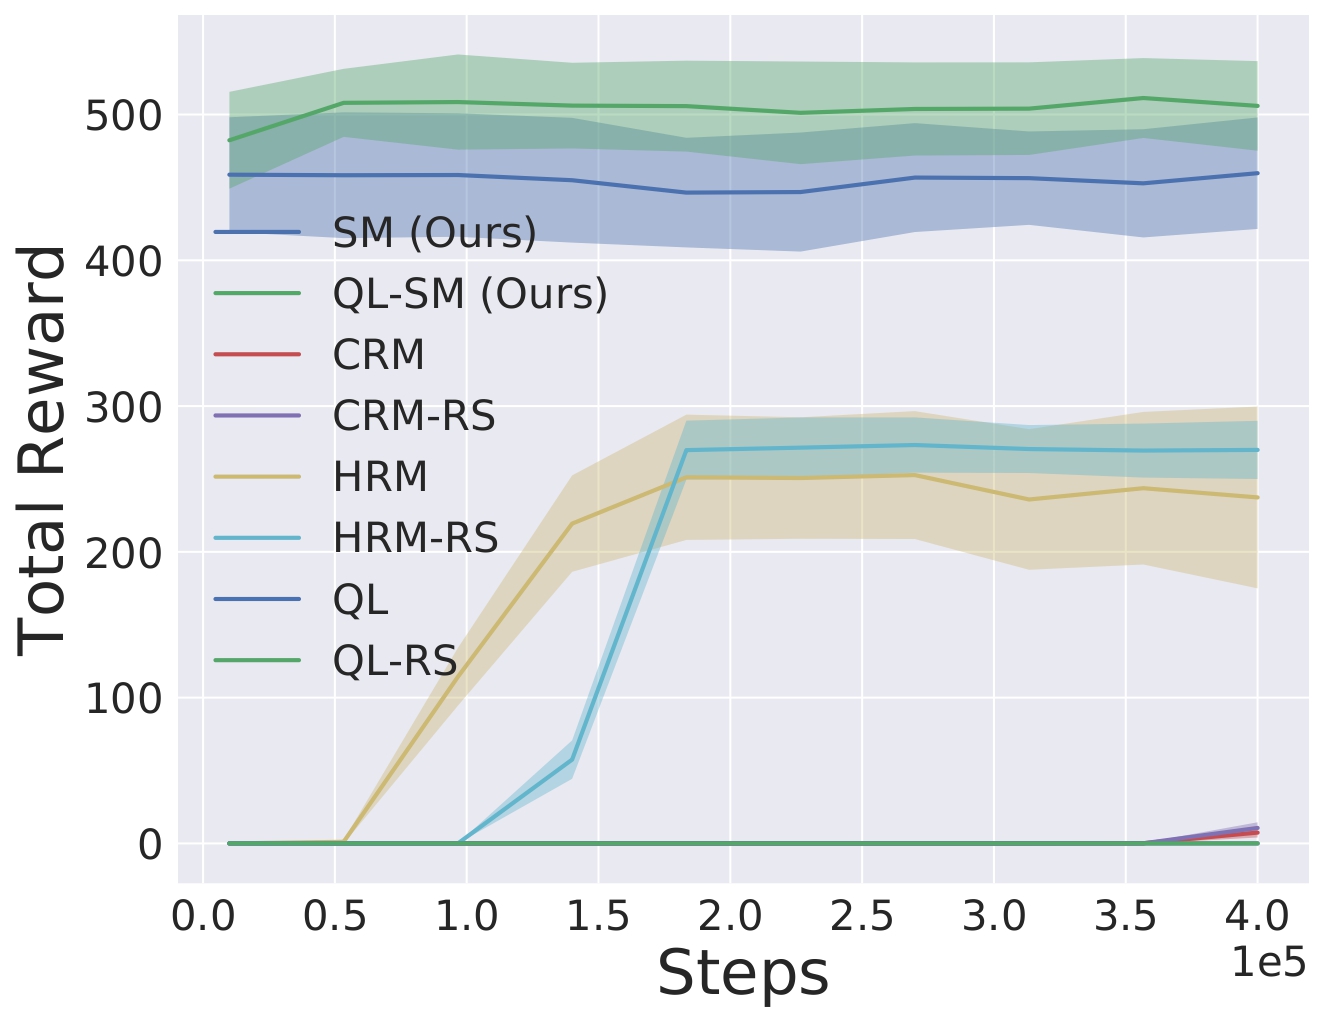 Total Reward
500
400
300
200
100
0
SM (Ours)
QL-SM (Ours)
CRM
CRM-RS
HRM
HRM-RS
QL
QL-RS
0.0 0.5 1.0 1.5 2.0 2.5 3.0 3.5 4.0
1e5
Steps